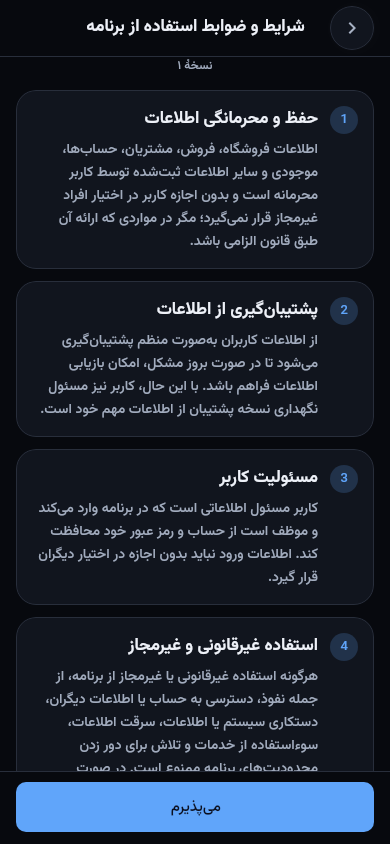 شرایط و ضوابط استفاده از برنامه
نسخهٔ ۱
1
حفظ و محرمانگی اطلاعات
اطلاعات فروشگاه، فروش، مشتریان، حساب‌ها،
موجودی و سایر اطلاعات ثبت‌شده توسط کاربر
محرمانه است و بدون اجازه کاربر در اختیار افراد
غیرمجاز قرار نمی‌گیرد؛ مگر در مواردی که ارائه آن
طبق قانون الزامی باشد.
2
پشتیبان‌گیری از اطلاعات
از اطلاعات کاربران به‌صورت منظم پشتیبان‌گیری
می‌شود تا در صورت بروز مشکل، امکان بازیابی
اطلاعات فراهم باشد. با این حال، کاربر نیز مسئول
نگهداری نسخه پشتیبان از اطلاعات مهم خود است.
3
مسئولیت کاربر
کاربر مسئول اطلاعاتی است که در برنامه وارد می‌کند
و موظف است از حساب و رمز عبور خود محافظت
کند. اطلاعات ورود نباید بدون اجازه در اختیار دیگران
قرار گیرد.
4
استفاده غیرقانونی و غیرمجاز
هرگونه استفاده غیرقانونی یا غیرمجاز از برنامه، از
جمله نفوذ، دسترسی به حساب یا اطلاعات دیگران،
دستکاری سیستم یا اطلاعات، سرقت اطلاعات،
سوءاستفاده از خدمات و تلاش برای دور زدن
محدودیت‌های برنامه ممنوع است. در صورت
می‌پذیرم